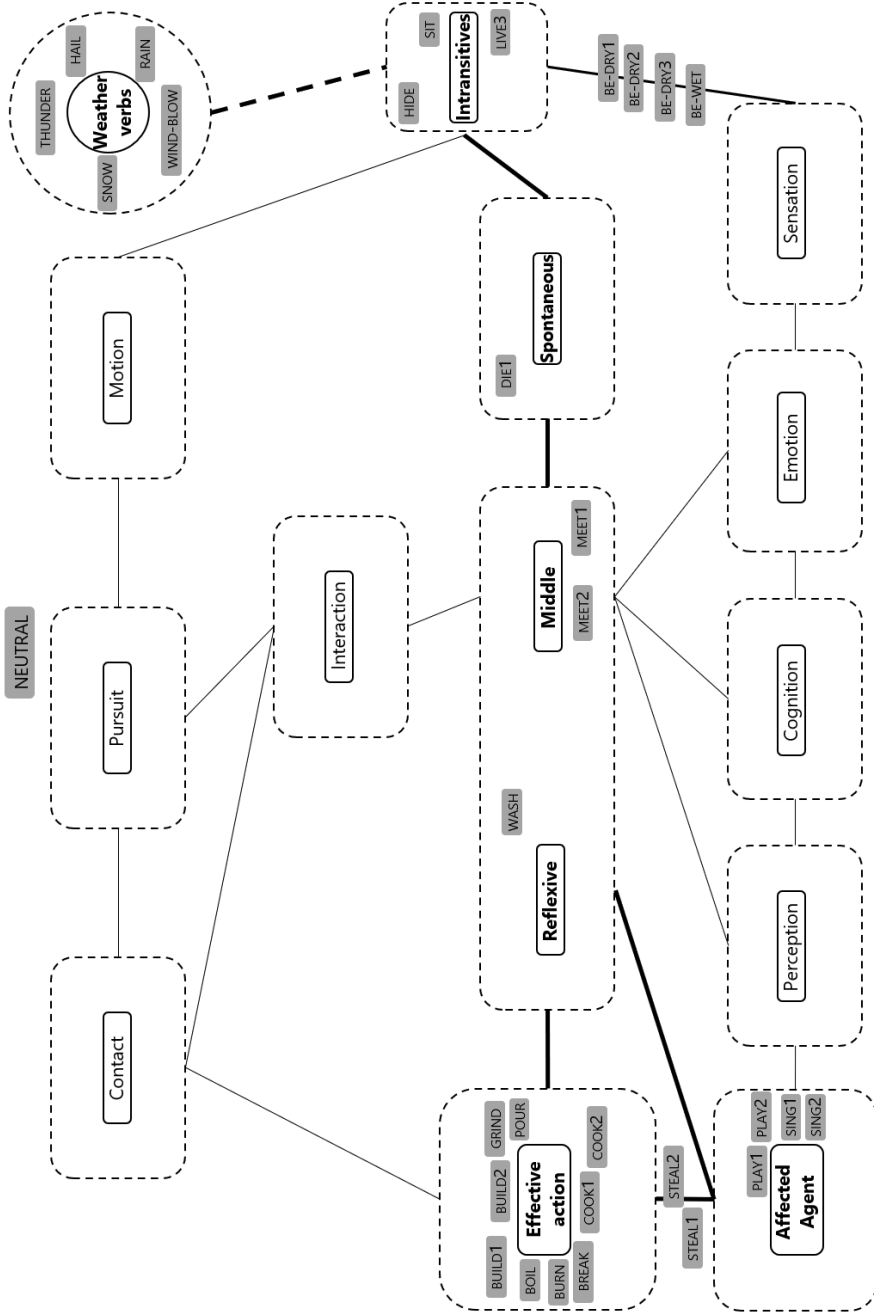 NEUTRAL
Contact
Pursuit
Motion
THUNDER
HAIL
SNOW
Weather
verbs
RAIN
WIND-BLOW
Interaction
HIDE
SIT
Intransitives
LIVE3
BUILD1
BUILD2
GRIND
POUR
BOIL
Effective
action
BURN
BREAK
COOK1
COOK2
WASH
Reflexive
Middle
MEET2
MEET1
DIE1
Spontaneous
STEAL2
STEAL1
BE-DRY1
BE-DRY2
BE-DRY3
BE-WET
PLAY1
PLAY2
Affected
Agent
SING1
SING2
Perception
Cognition
Emotion
Sensation